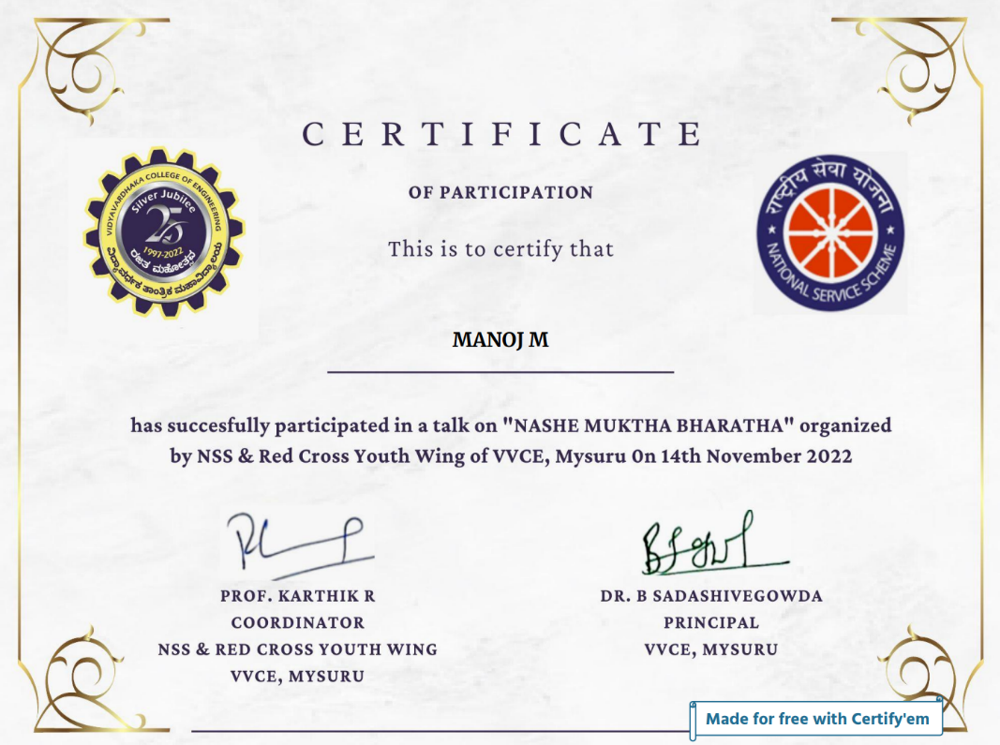 CERTIFICATE
OF PARTICIPATION
This is to certify that
VIDYAVARDHAKA COLLEGE OF ENGINEERING
Silver Jubilee
25
1997-2022
ರಜತ ಮಹೋತ್ಸವ
ವಿದ್ಯಾವರ್ಧಕ ತಾಂತ್ರಿಕ ಮಹಾವಿದ್ಯಾಲಯ
राष्ट्रीय सेवा योजना
NATIONAL SERVICE SCHEME
MANOJ M
has succesfully participated in a talk on "NASHE MUKTHA BHARATHA" organized
by NSS & Red Cross Youth Wing of VVCE, Mysuru 0n 14th November 2022
PROF. KARTHIK R
COORDINATOR
NSS & RED CROSS YOUTH WING
VVCE, MYSURU
DR. B SADASHIVEGOWDA
PRINCIPAL
VVCE, MYSURU
Made for free with Certify'em